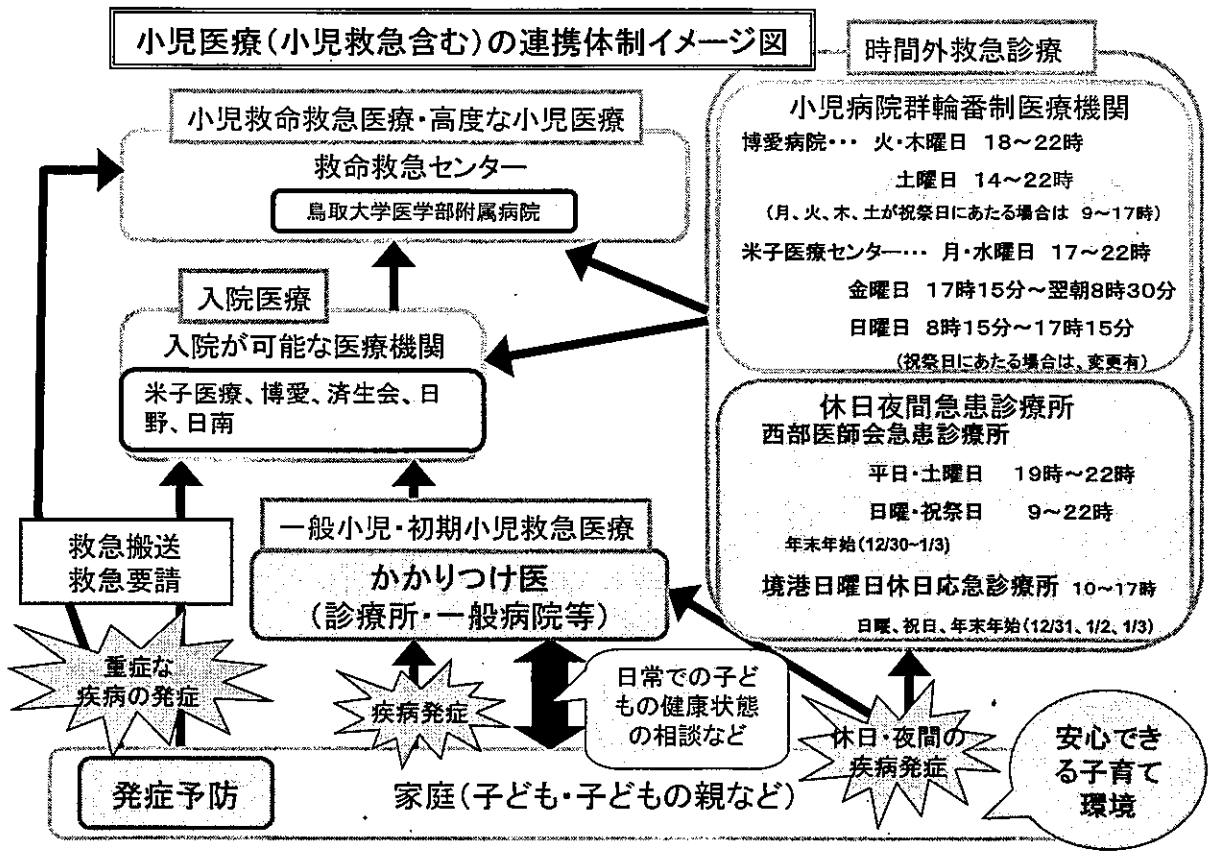 小児医療(小児救急含む)の連携体制イメージ図
小児救命救急医療・高度な小児医療
救命救急センター
鳥取大学医学部附属病院
入院医療
入院が可能な医療機関
米子医療、博愛、済生会、日
野、日南
一般小児・初期小児救急医療
かかりつけ医
(診療所・一般病院等)
救急搬送
救急要請
重症な
疾病の発症
疾病発症
日常での子ど
もの健康状態
の相談など
発症予防
家庭(子ども・子どもの親など)
時間外救急診療
小児病院群輪番制医療機関
博愛病院・・・ 火・木曜日 18~22時
土曜日 14~22時
(月、火、木、土が祝祭日にあたる場合は 9~17時)
米子医療センター・・・ 月・水曜日 17~22時
金曜日 17時15分~翌朝8時30分
日曜日 8時15分~17時15分
(祝祭日にあたる場合は、変更有)
休日夜間急患診療所
西部医師会急患診療所
平日・土曜日 19時~22時
日曜・祝祭日 9~22時
年末年始(12/30~1/3)
境港日曜日休日応急診療所 10~17時
日曜、祝日、年末年始(12/31、1/2、1/3)
休日・夜間の
疾病発症
安心でき
る子育て
環境